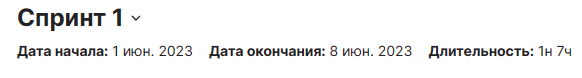 Спринт 1
Дата начала: 1 июн. 2023 Дата окончания: 8 июн. 2023 Длительность: 1н 7ч